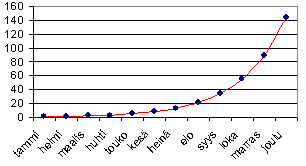 160
140
120
100
80
60
40
20
0
tammi
helmi
maalis
huhti
touko
kesä
heinä
elo
syys
loka
marras
joulu